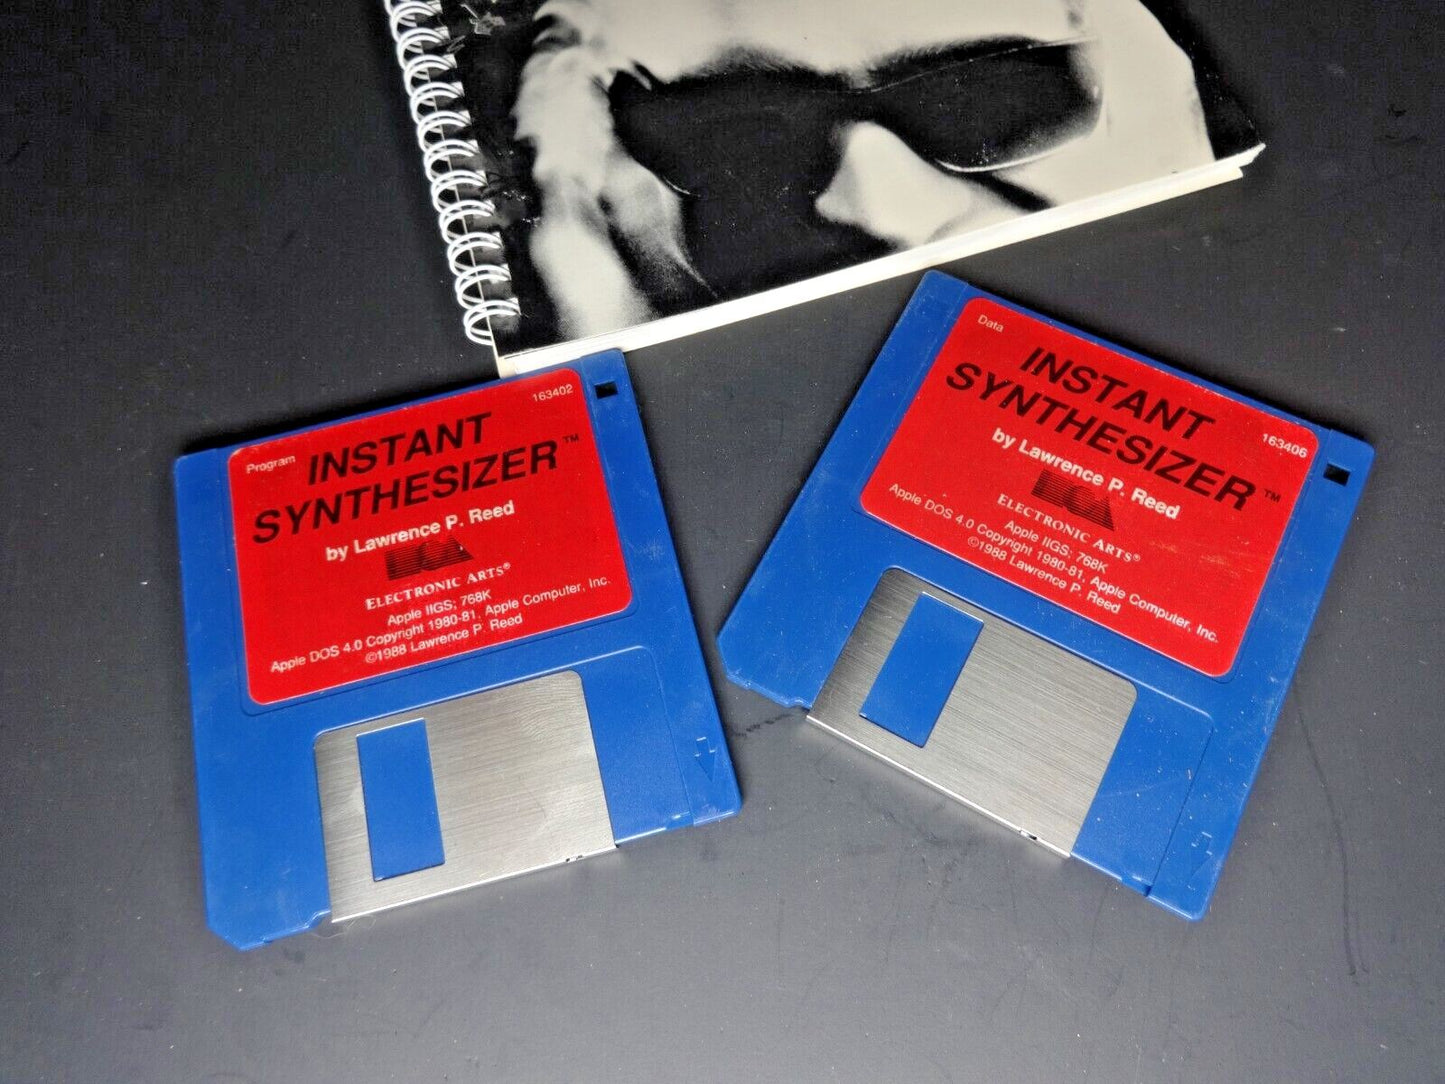 Program
163402
INSTANT
SYNTHESIZER™
by Lawrence P. Reed
ELECTRONIC ARTS®
Apple IIGS; 768K
Apple DOS 4.0 Copyright 1980-81, Apple Computer, Inc.
©1988 Lawrence P. Reed
Data
163406
INSTANT
SYNTHESIZER™
by Lawrence P. Reed
ELECTRONIC ARTS®
Apple IIGS; 768K
Apple DOS 4.0 Copyright 1980-81, Apple Computer, Inc.
©1988 Lawrence P. Reed